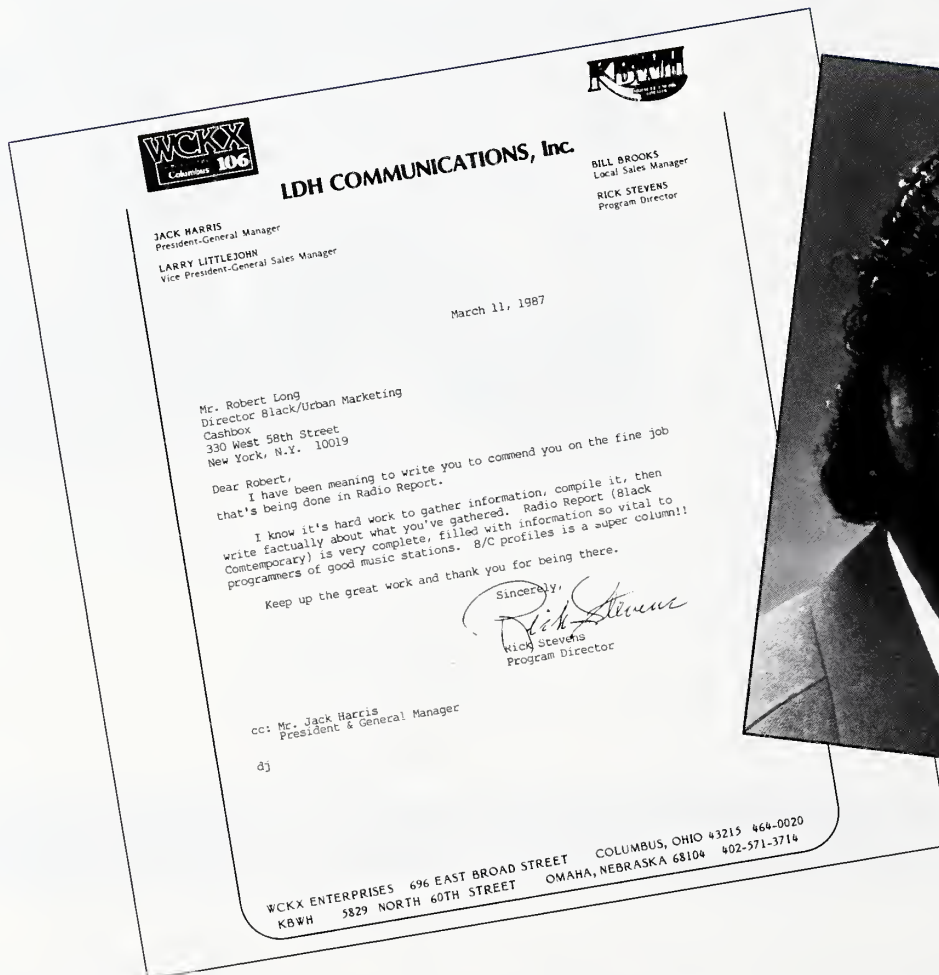 WCKX
Columbus 106
KBWH
LDH COMMUNICATIONS, Inc.
JACK HARRIS
President-General Manager
LARRY LITTLEJOHN
Vice President-General Sales Manager
BILL BROOKS
Local Sales Manager
RICK STEVENS
Program Director
March 11, 1987
Mr. Robert Long
Director Black/Urban Marketing
Cashbox
330 West 58th Street
New York, N.Y. 10019
Dear Robert,
I have been meaning to write you to commend you on the fine job
that's being done in Radio Report.
I know it's hard work to gather information, compile it, then
write factually about what you've gathered. Radio Report (Black
Comtemporary) is very complete, filled with information so vital to
programmers of good music stations. B/C profiles is a super column!!
Keep up the great work and thank you for being there.
Sincerely,
Rick Stevens
Rick Stevens
Program Director
cc: Mr. Jack Harris
President & General Manager
dj
WCKX ENTERPRISES 696 EAST BROAD STREET COLUMBUS, OHIO 43215 464-0020
KBWH 5829 NORTH 60TH STREET OMAHA, NEBRASKA 68104 402-571-3714